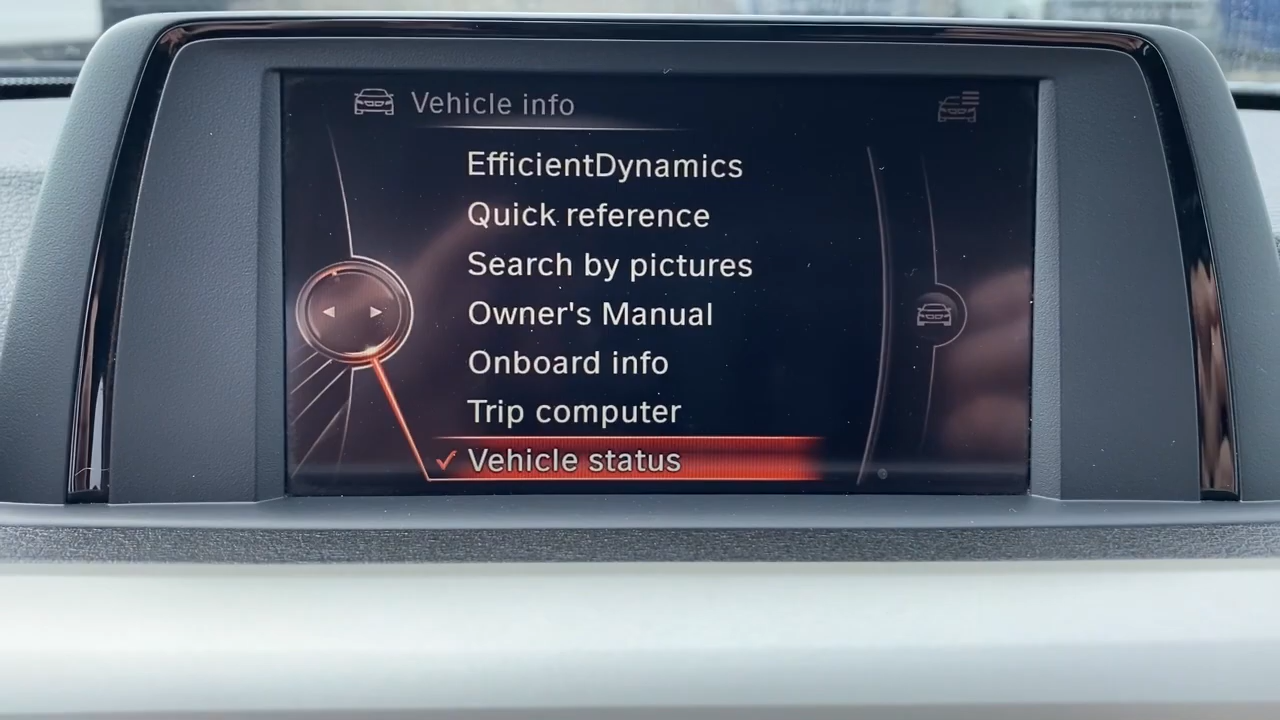 Vehicle info
EfficientDynamics
Quick reference
Search by pictures
Owner's Manual
Onboard info
Trip computer
Vehicle status